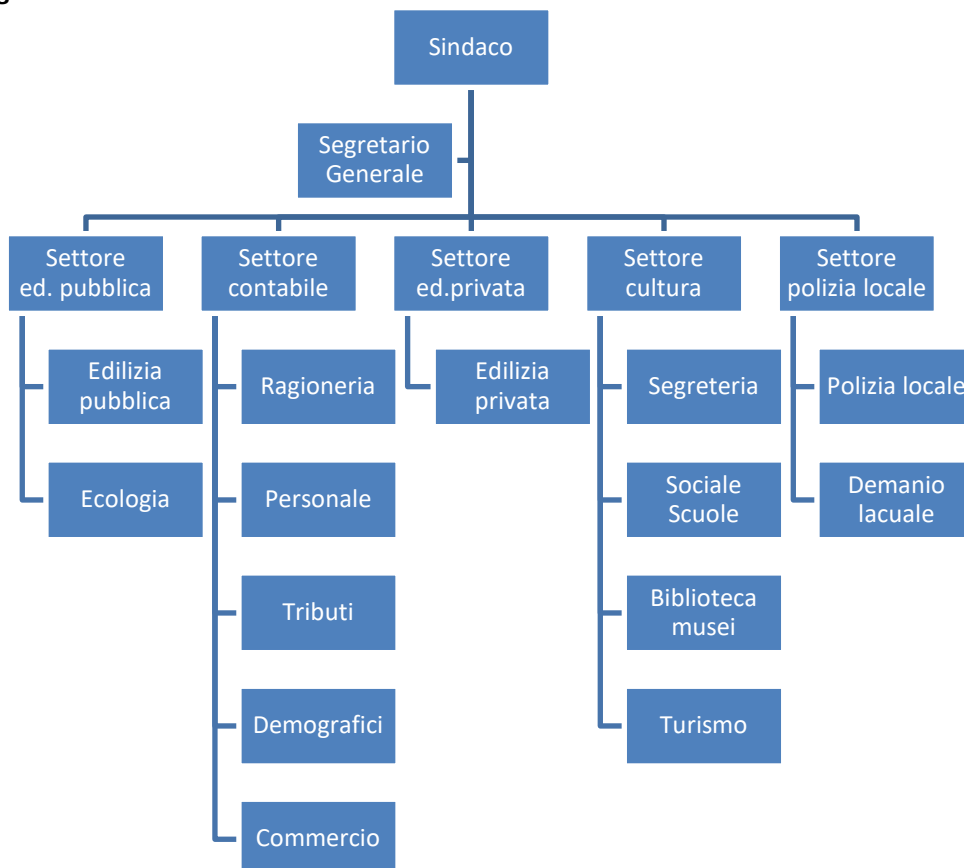 Sindaco
Segretario
Generale
Settore
ed. pubblica
Settore
contabile
Settore
ed.privata
Settore
cultura
Settore
polizia locale
Edilizia
pubblica
Ragioneria
Edilizia
privata
Segreteria
Polizia locale
Ecologia
Personale
Sociale
Scuole
Demanio
lacuale
Tributi
Biblioteca
musei
Demografici
Turismo
Commercio